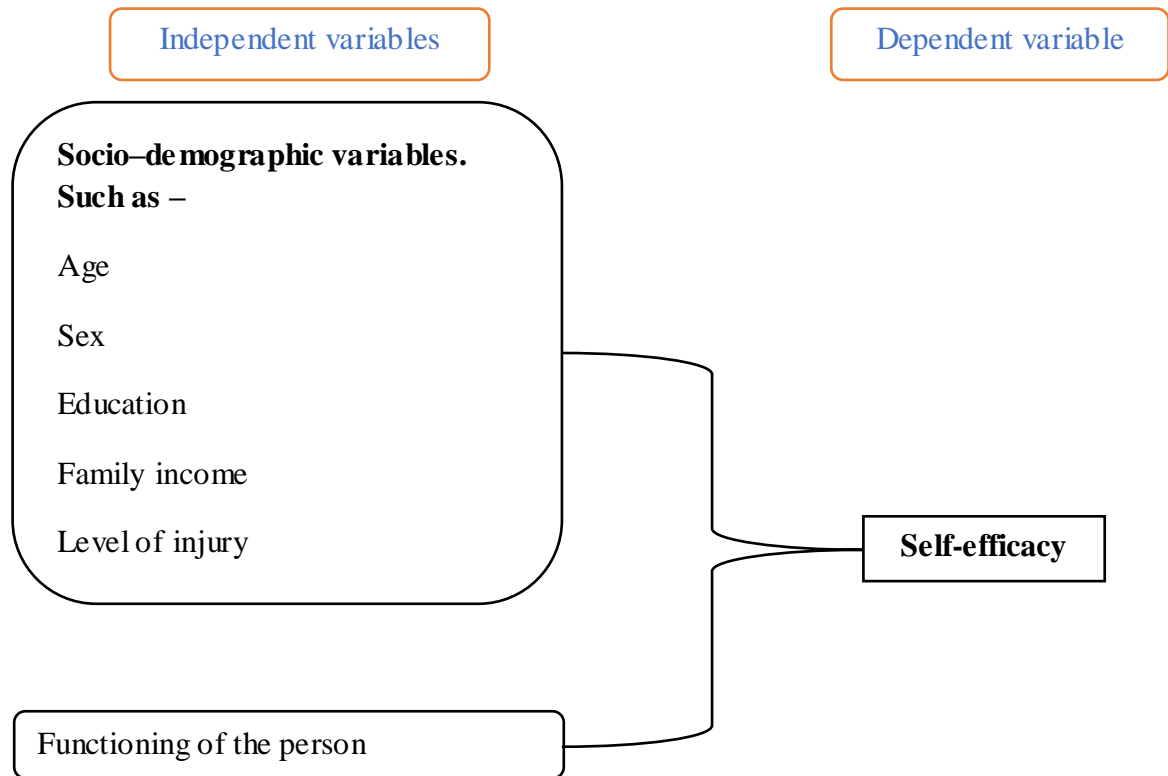 Independent variables
Dependent variable
Socio–demographic variables.
Such as –
Age
Sex
Education
Family income
Level of injury
Self-efficacy
Functioning of the person